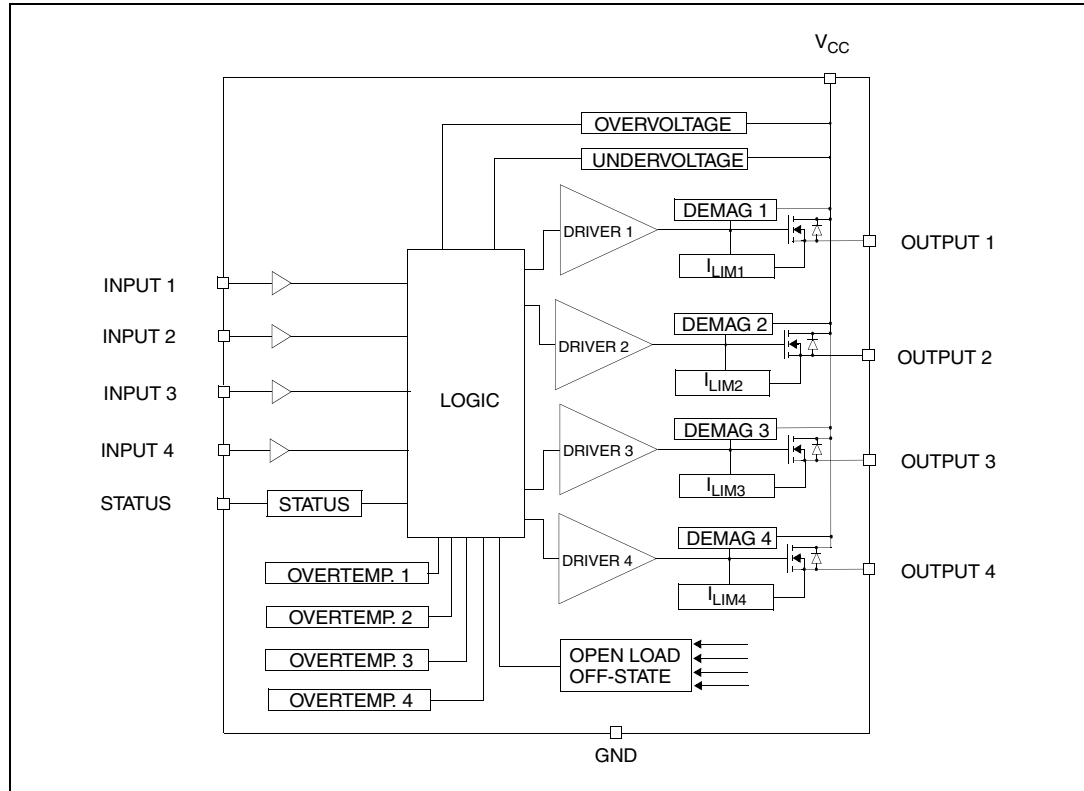 VCC
OVERVOLTAGE
UNDERVOLTAGE
DEMAG 1
DRIVER 1
ILIM1
OUTPUT 1
INPUT 1
INPUT 2
INPUT 3
INPUT 4
STATUS
STATUS
LOGIC
DEMAG 2
DRIVER 2
ILIM2
OUTPUT 2
DEMAG 3
DRIVER 3
ILIM3
OUTPUT 3
DEMAG 4
DRIVER 4
ILIM4
OUTPUT 4
OVERTEMP. 1
OVERTEMP. 2
OVERTEMP. 3
OVERTEMP. 4
OPEN LOAD
OFF-STATE
GND